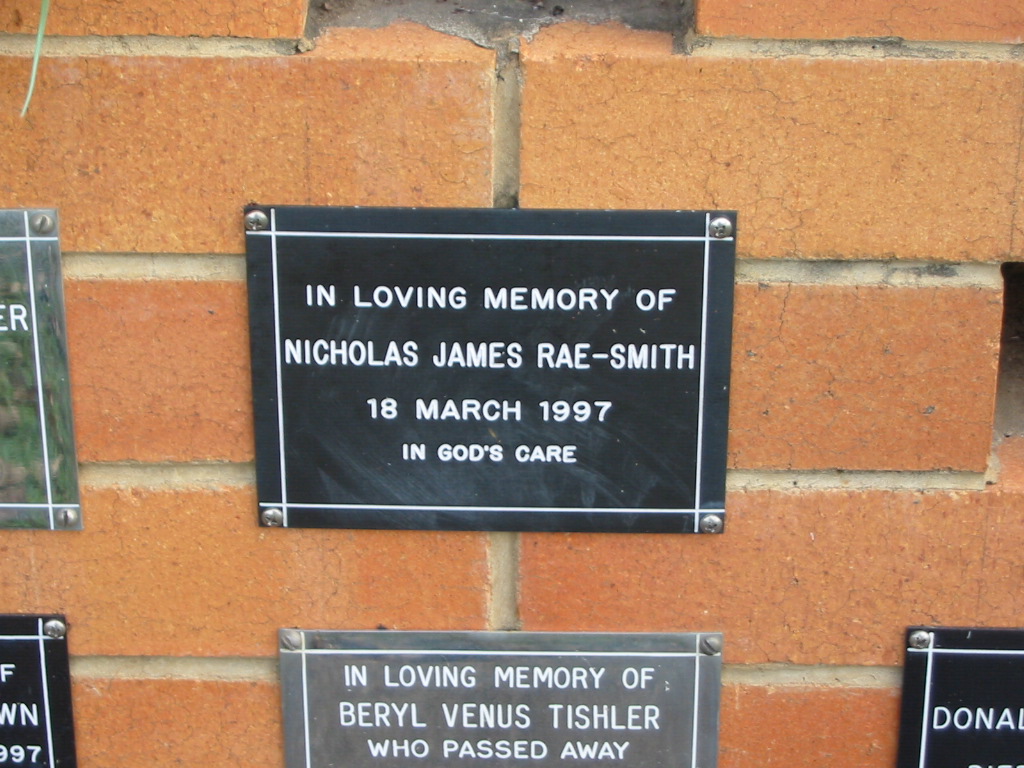 ER
IN LOVING MEMORY OF
NICHOLAS JAMES RAE-SMITH
18 MARCH 1997
IN GOD'S CARE
F
WN
997
IN LOVING MEMORY OF
BERYL VENUS TISHLER
WHO PASSED AWAY
DONAL